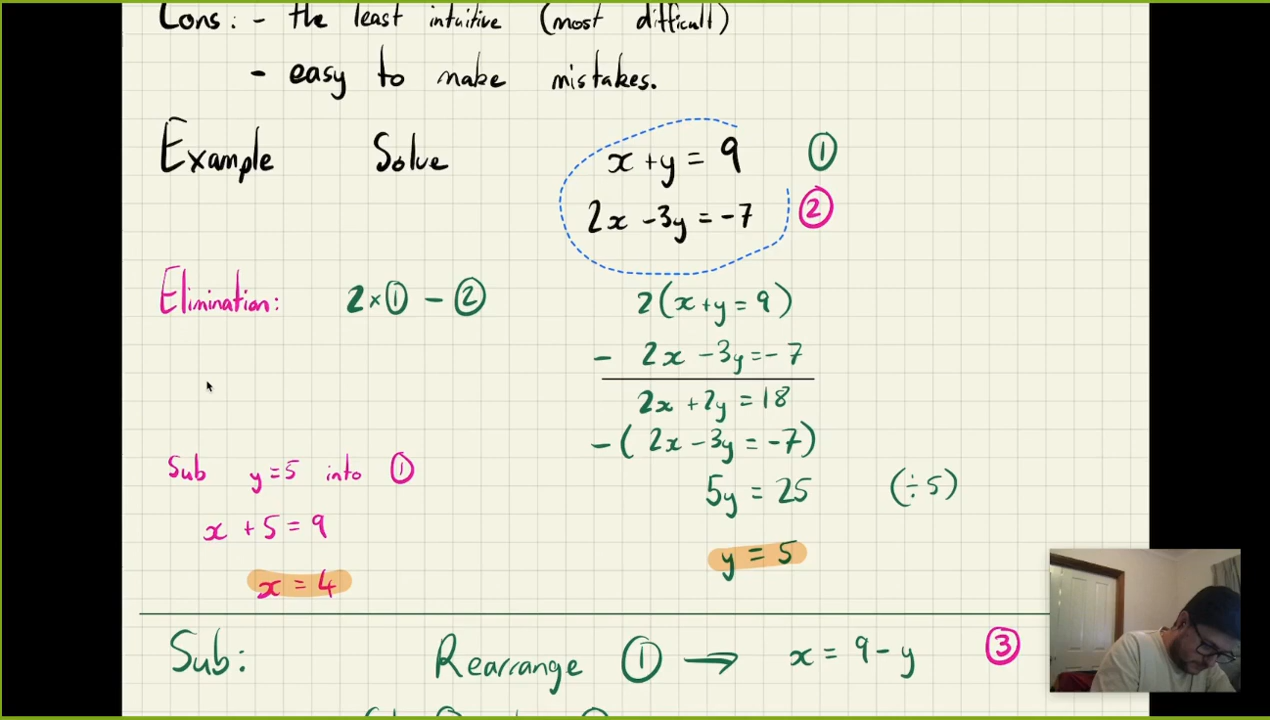 Cons: - the least intuitive (most difficult)
- easy to make mistakes.
Example Solve x + y = 9 ①
2x - 3y = -7 ②
Elimination: 2 × ① - ② 2(x + y = 9)
- 2x - 3y = -7
2x + 2y = 18
- ( 2x - 3y = -7)
Sub y = 5 into ①
5y = 25 (÷ 5)
x + 5 = 9
y = 5
x = 4
Sub: Rearrange ① → x = 9 - y ③